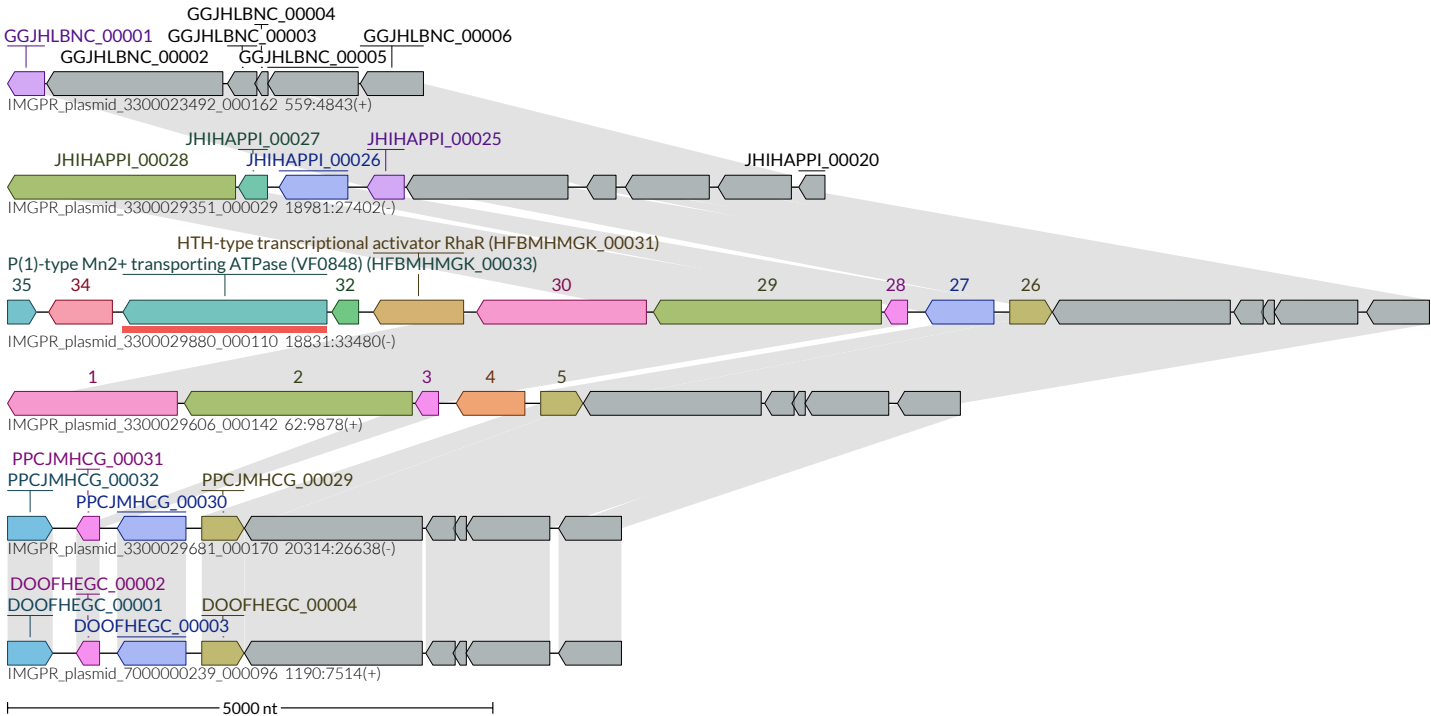 GGJHLBNC_00004
GGJHLBNC_00001 GGJHLBNC_00003 GGJHLBNC_00006
GGJHLBNC_00002 GGJHLBNC_00005
IMGPR_plasmid_3300023492_000162 559:4843(+)
JHIHAPPI_00027 JHIHAPPI_00025
JHIHAPPI_00028 JHIHAPPI_00026 JHIHAPPI_00020
IMGPR_plasmid_3300029351_000029 18981:27402(-)
HTH-type transcriptional activator RhaR (HFBMHMGK_00031)
P(1)-type Mn2+ transporting ATPase (VF0848) (HFBMHMGK_00033)
35 34 32 30 29 28 27 26
IMGPR_plasmid_3300029880_000110 18831:33480(-)
1 2 3 4 5
IMGPR_plasmid_3300029606_000142 62:9878(+)
PPCJMHCG_00031
PPCJMHCG_00032 PPCJMHCG_00029
PPCJMHCG_00030
IMGPR_plasmid_3300029681_000170 20314:26638(-)
DOOFHEGC_00002
DOOFHEGC_00001 DOOFHEGC_00004
DOOFHEGC_00003
IMGPR_plasmid_7000000239_000096 1190:7514(+)
5000 nt